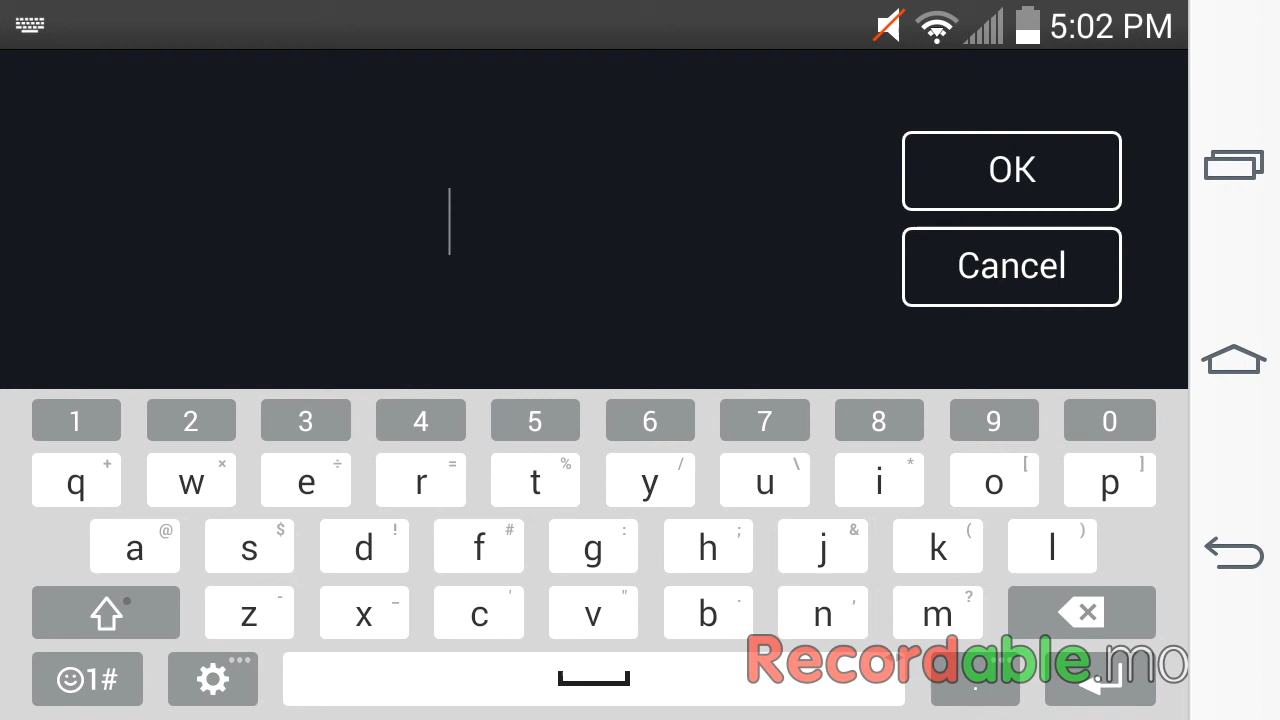 5:02 PM
OK
Cancel
1 2 3 4 5 6 7 8 9 0
+ × ÷ = % / \ * [ ]
q w e r t y u i o p
@ $ ! # : ; & ( )
a s d f g h j k l
- _ ' " . , ?
z x c v b n m
1# .
Recordable.mo